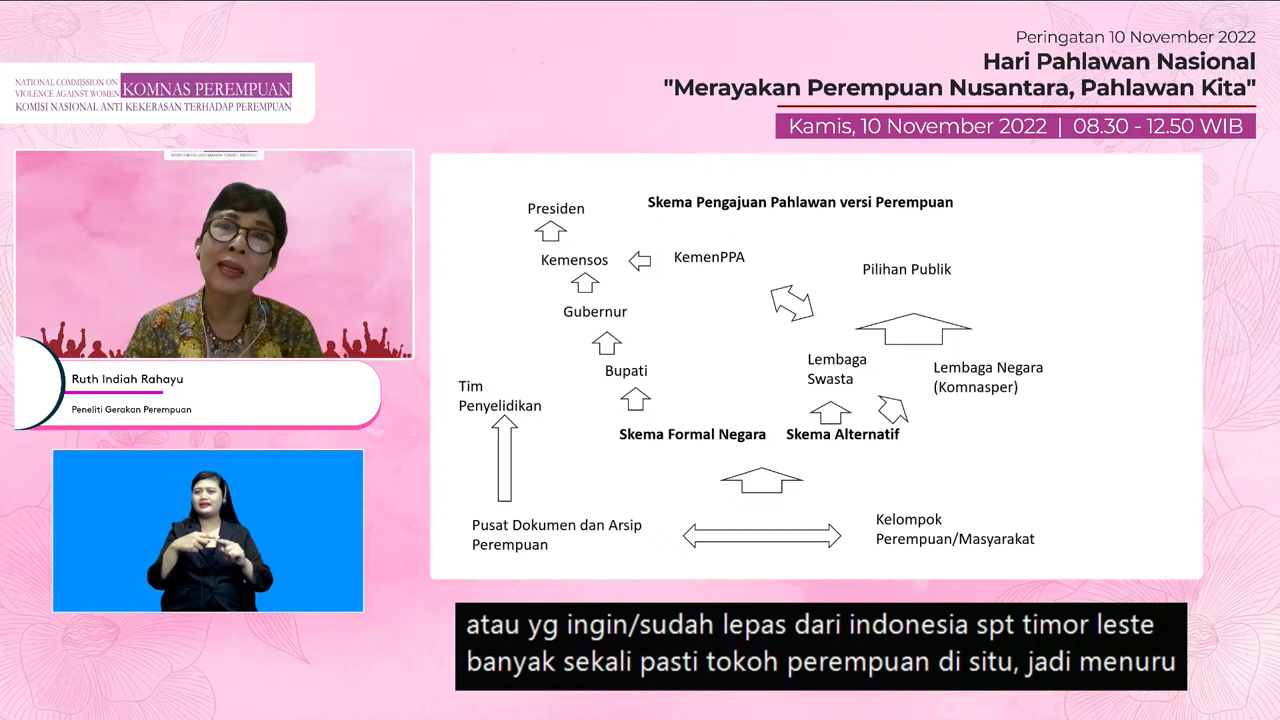 Peringatan 10 November 2022
Hari Pahlawan Nasional
"Merayakan Perempuan Nusantara, Pahlawan Kita"
Kamis, 10 November 2022 | 08.30 - 12.50 WIB
NATIONAL COMMISSION ON
VIOLENCE AGAINST WOMEN
KOMNAS PEREMPUAN
KOMISI NASIONAL ANTI KEKERASAN TERHADAP PEREMPUAN
Ruth Indiah Rahayu
Peneliti Gerakan Perempuan
Skema Pengajuan Pahlawan versi Perempuan
Presiden
Kemensos
KemenPPA
Pilihan Publik
Gubernur
Bupati
Lembaga
Swasta
Lembaga Negara
(Komnasper)
Tim
Penyelidikan
Skema Formal Negara
Skema Alternatif
Pusat Dokumen dan Arsip
Perempuan
Kelompok
Perempuan/Masyarakat
atau yg ingin/sudah lepas dari indonesia spt timor leste
banyak sekali pasti tokoh perempuan di situ, jadi menuru